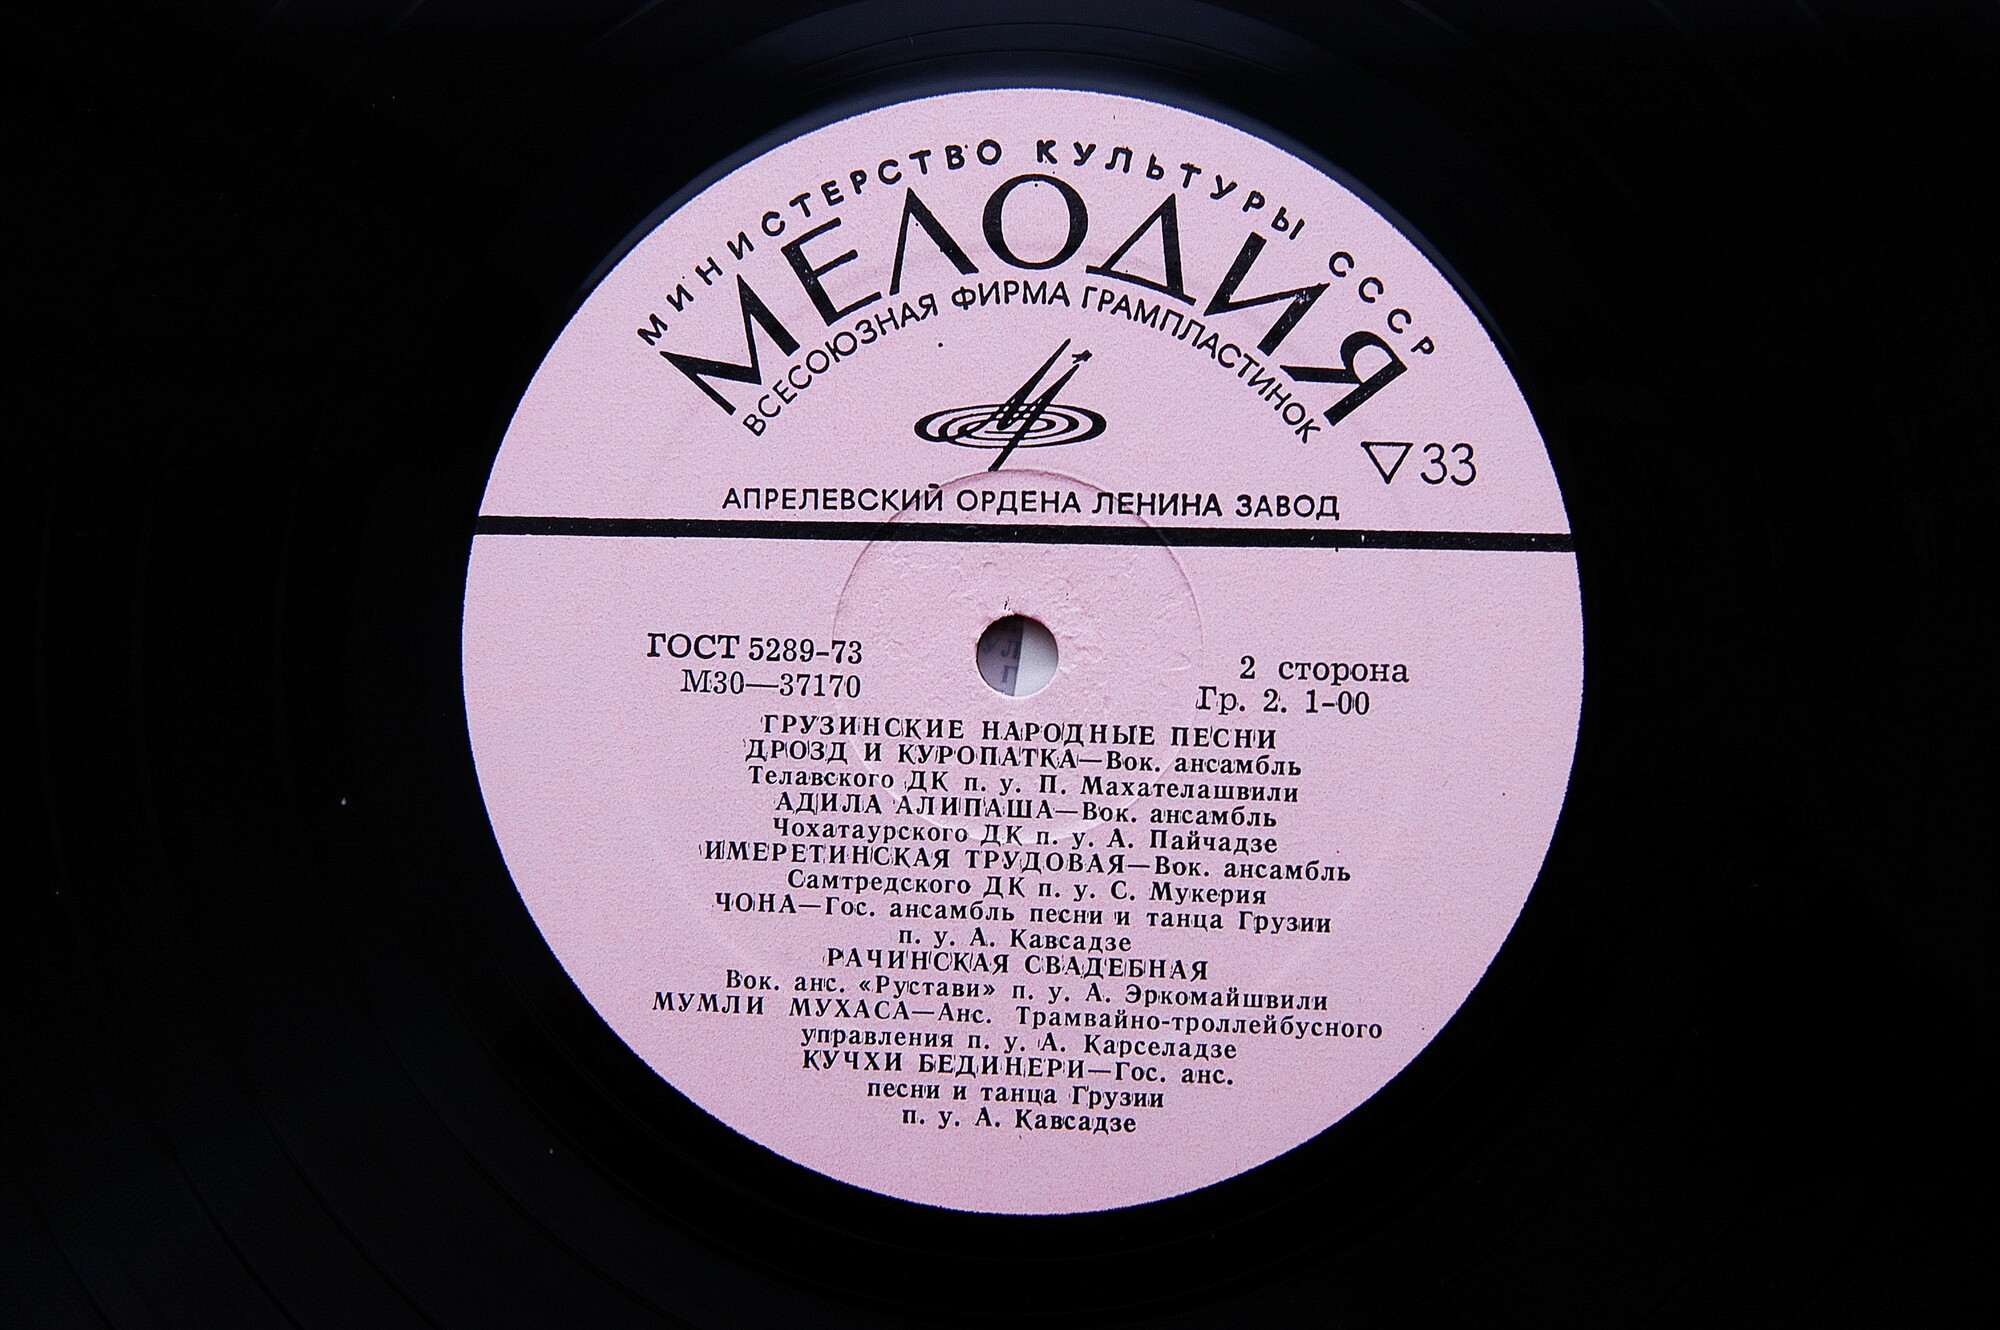 МИНИСТЕРСТВО КУЛЬТУРЫ СССР
МЕЛОДИЯ
ВСЕСОЮЗНАЯ ФИРМА ГРАМПЛАСТИНОК
▽33
АПРЕЛЕВСКИЙ ОРДЕНА ЛЕНИНА ЗАВОД
ГОСТ 5289-73
М30—37170
2 сторона
Гр. 2. 1-00
ГРУЗИНСКИЕ НАРОДНЫЕ ПЕСНИ
ДРОЗД И КУРОПАТКА—Вок. ансамбль
Телавского ДК п. у. П. Махателашвили
АДИЛА АЛИПАША—Вок. ансамбль
Чохатаурского ДК п. у. А. Пайчадзе
ИМЕРЕТИНСКАЯ ТРУДОВАЯ—Вок. ансамбль
Самтредского ДК п. у. С. Мукерия
ЧОНА—Гос. ансамбль песни и танца Грузии
п. у. А. Кавсадзе
РАЧИНСКАЯ СВАДЕБНАЯ
Вок. анс. «Рустави» п. у. А. Эркомайшвили
МУМЛИ МУХАСА—Анс. Трамвайно-троллейбусного
управления п. у. А. Карселадзе
КУЧХИ БЕДИНЕРИ—Гос. анс.
песни и танца Грузии
п. у. А. Кавсадзе